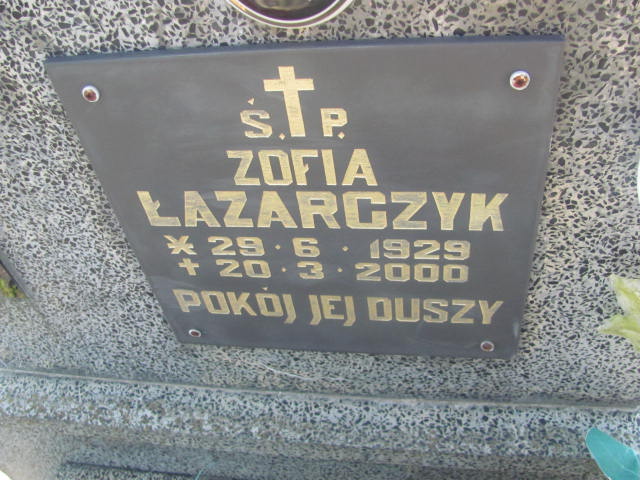 Ś. † P.
ZOFIA
ŁAZARCZYK
* 29 · 6 · 1929
† 20 · 3 · 2000
POKÓJ JEJ DUSZY